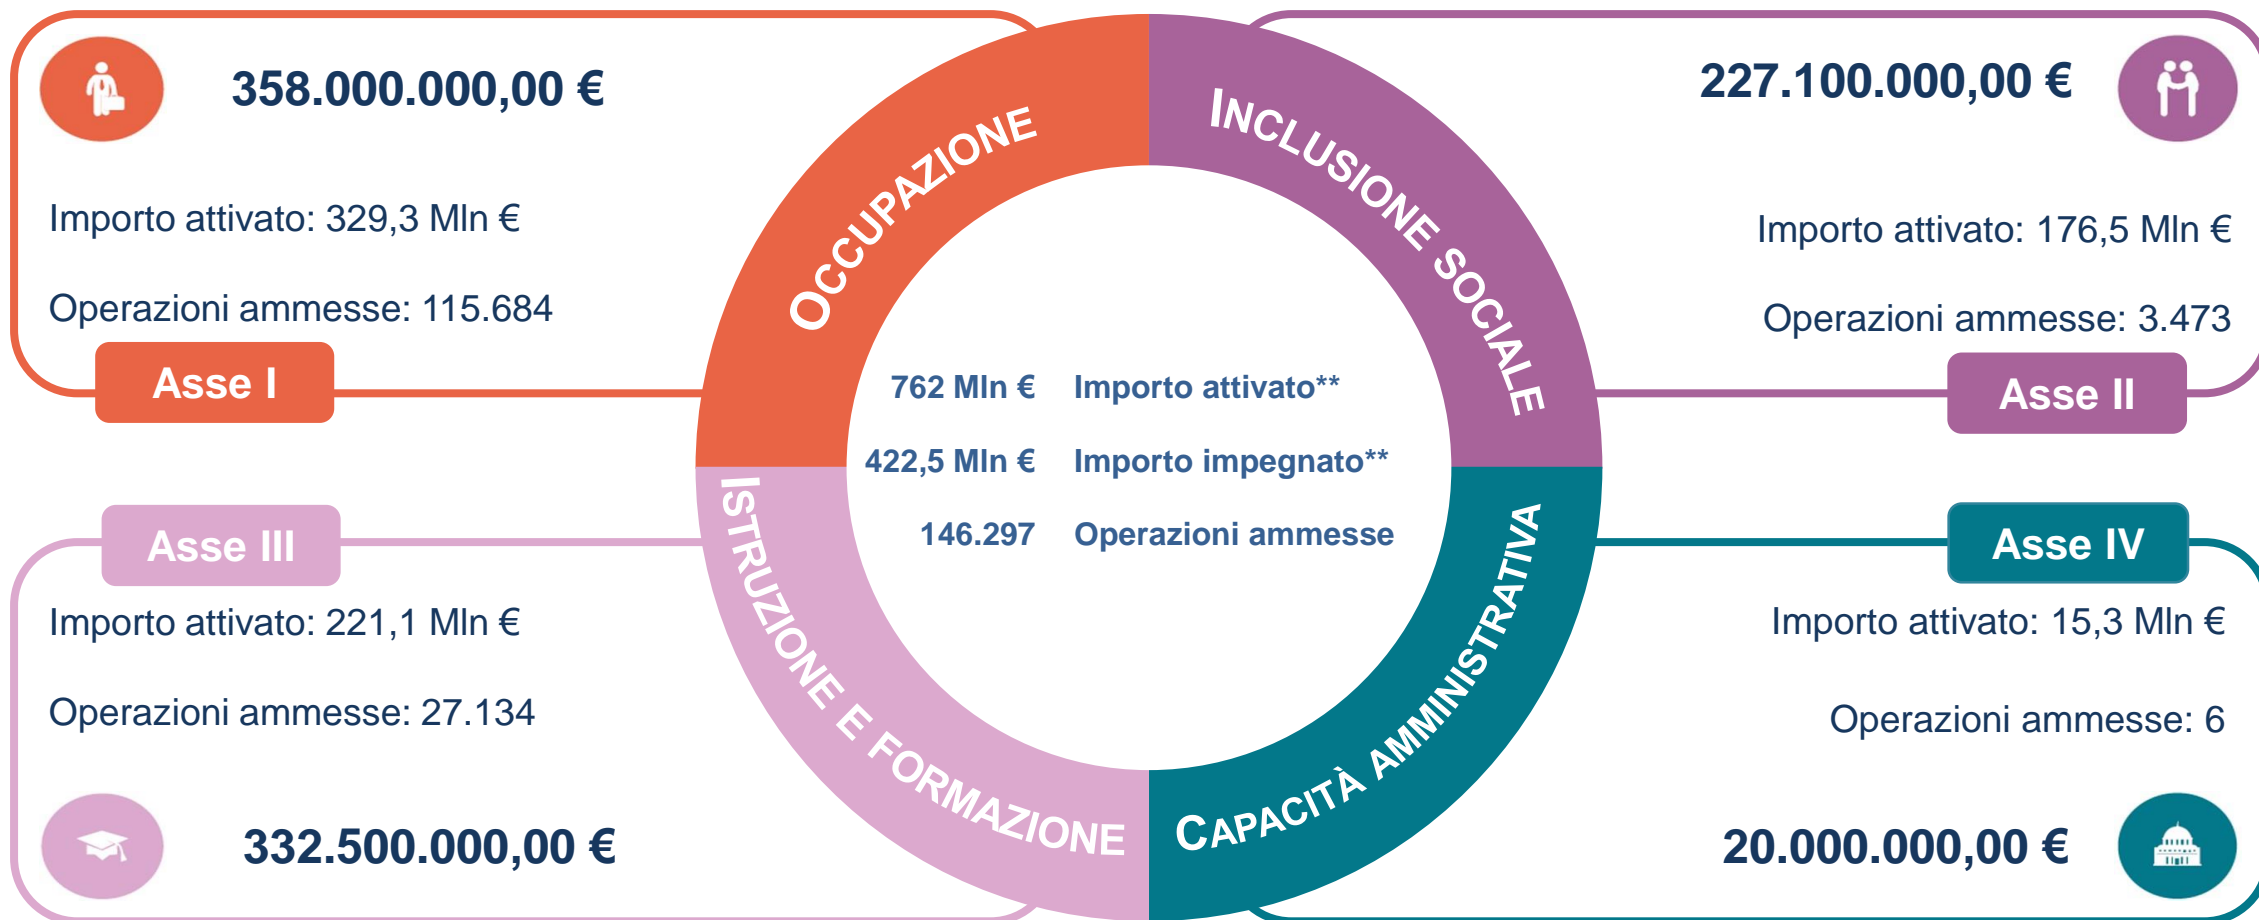 358.000.000,00 €
Importo attivato: 329,3 Mln €
Operazioni ammesse: 115.684
Asse I
OCCUPAZIONE
INCLUSIONE SOCIALE
227.100.000,00 €
Importo attivato: 176,5 Mln €
Operazioni ammesse: 3.473
Asse II
762 Mln € Importo attivato**
422,5 Mln € Importo impegnato**
146.297 Operazioni ammesse
Asse III
Importo attivato: 221,1 Mln €
Operazioni ammesse: 27.134
332.500.000,00 €
ISTRUZIONE E FORMAZIONE
CAPACITÀ AMMINISTRATIVA
Asse IV
Importo attivato: 15,3 Mln €
Operazioni ammesse: 6
20.000.000,00 €